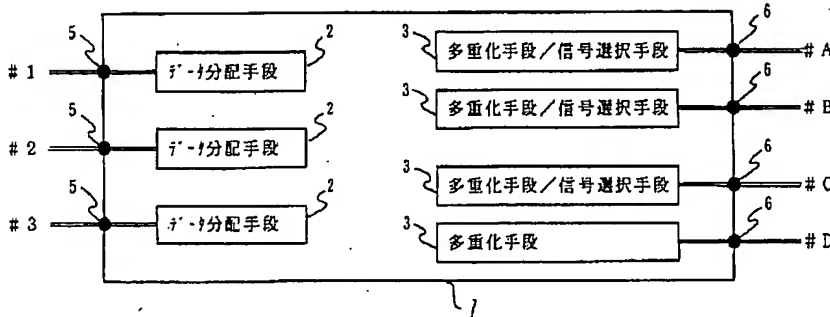 5 2 3 6
#1 データ分配手段 多重化手段/信号選択手段 #A
3 6
多重化手段/信号選択手段 #B
5 2
#2 データ分配手段
3 6
多重化手段/信号選択手段 #C
5 2
#3 データ分配手段
3 6
多重化手段 #D
1